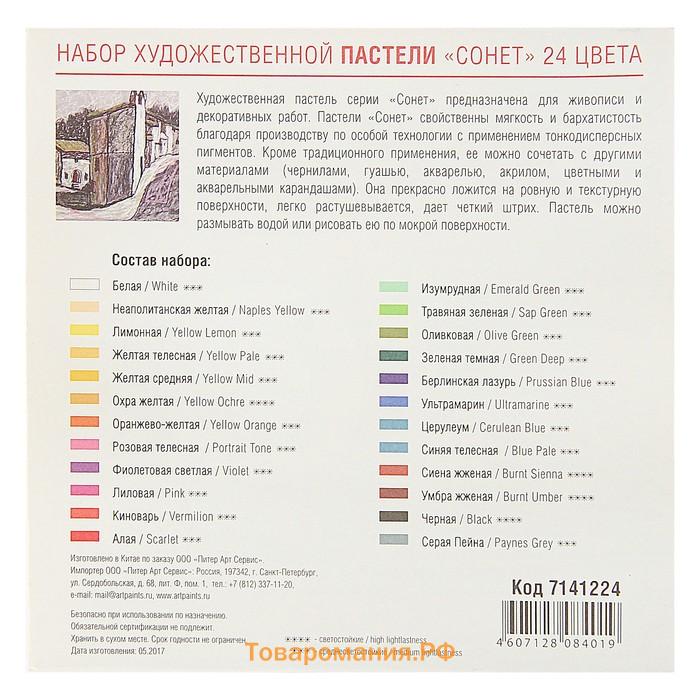 НАБОР ХУДОЖЕСТВЕННОЙ ПАСТЕЛИ «СОНЕТ» 24 ЦВЕТА
Художественная пастель серии «Сонет» предназначена для живописи и
декоративных работ. Пастели «Сонет» свойственны мягкость и бархатистость
благодаря производству по особой технологии с применением тонкодисперсных
пигментов. Кроме традиционного применения, ее можно сочетать с другими
материалами (чернилами, гуашью, акварелью, акрилом, цветными и
акварельными карандашами). Она прекрасно ложится на ровную и текстурную
поверхности, легко растушевывается, дает четкий штрих. Пастель можно
размывать водой или рисовать ею по мокрой поверхности.
Состав набора:
Белая / White ***
Неаполитанская желтая / Naples Yellow ***
Лимонная / Yellow Lemon ***
Желтая телесная / Yellow Pale ***
Желтая средняя / Yellow Mid ***
Охра желтая / Yellow Ochre ****
Оранжево-желтая / Yellow Orange ****
Розовая телесная / Portrait Tone ***
Фиолетовая светлая / Violet ***
Лиловая / Pink ***
Киноварь / Vermilion ***
Алая / Scarlet ***
Изумрудная / Emerald Green ***
Травяная зеленая / Sap Green ***
Оливковая / Olive Green ***
Зеленая темная / Green Deep ***
Берлинская лазурь / Prussian Blue ***
Ультрамарин / Ultramarine ***
Церулеум / Cerulean Blue ***
Синяя телесная / Blue Pale ***
Сиена жженая / Burnt Sienna ****
Умбра жженая / Burnt Umber ****
Черная / Black ****
Серая Пейна / Paynes Grey ***
Изготовлено в Китае по заказу ООО «Питер Арт Сервис».
Импортер ООО «Питер Арт Сервис»: Россия, 197342, г. Санкт-Петербург,
ул. Сердобольская, д. 68, лит. Ф, пом. 1, тел.: +7 (812) 337-11-20,
e-mail: mail@artpaints.ru, www.artpaints.ru
Безопасно при использовании по назначению.
Обязательной сертификации не подлежит.
Хранить в сухом месте. Срок годности не ограничен.
Дата изготовления: 05.2017
**** - светостойкие / high lightlastness
*** - среднесветостойкие / medium lightlastness
Код 7141224
4607128 084019
Товаромания.РФ